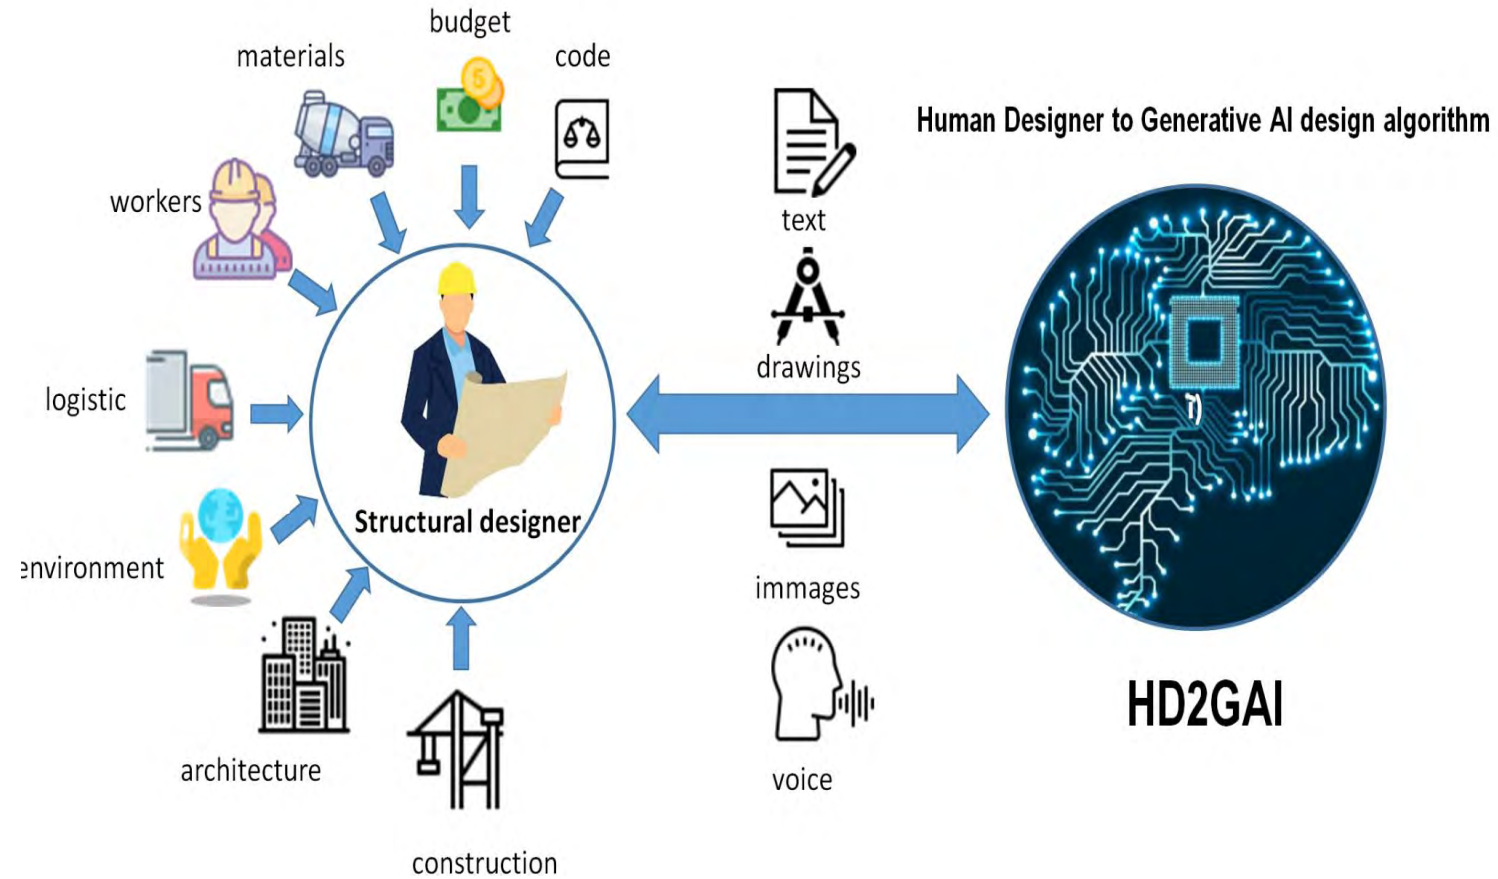 budget
materials
code
workers
logistic
environment
architecture
construction
Structural designer
text
drawings
immages
voice
Human Designer to Generative AI design algorithm
HD2GAI